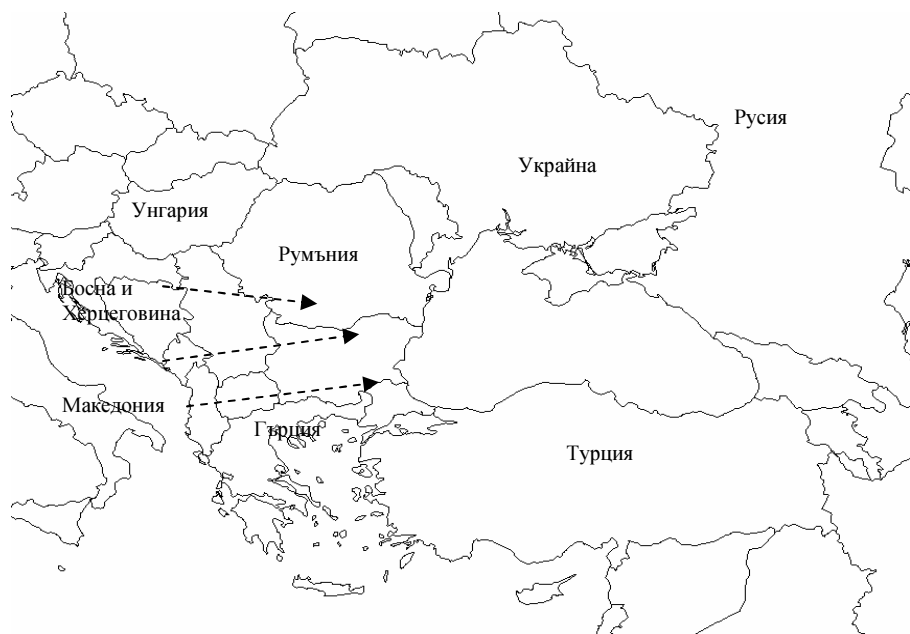 Русия
Украйна
Унгария
Румъния
Босна и
Херцеговина
Македония
Гърция
Турция